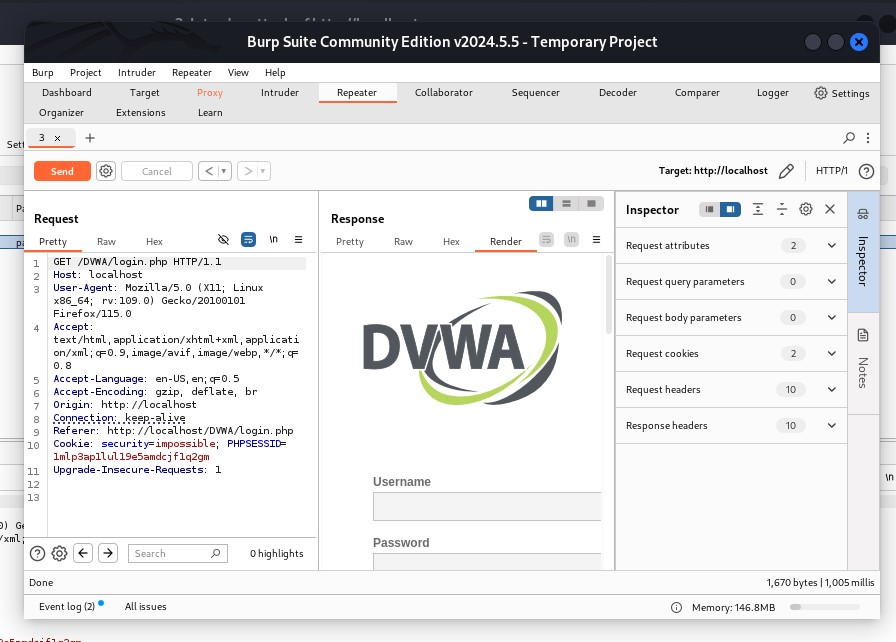 Burp Suite Community Edition v2024.5.5 - Temporary Project
Burp Project Intruder Repeater View Help
Dashboard Target Proxy Intruder Repeater Collaborator Sequencer Decoder Comparer Logger Settings
Organizer Extensions Learn
3 × +
Send Cancel < >
Target: http://localhost HTTP/1 ?
Request
Pretty Raw Hex \n
1 GET /DVWA/login.php HTTP/1.1
2 Host: localhost
3 User-Agent: Mozilla/5.0 (X11; Linux
x86_64; rv:109.0) Gecko/20100101
Firefox/115.0
4 Accept:
text/html,application/xhtml+xml,applicati
on/xml;q=0.9,image/avif,image/webp,*/*;q=
0.8
5 Accept-Language: en-US,en;q=0.5
6 Accept-Encoding: gzip, deflate, br
7 Origin: http://localhost
8 Connection: keep-alive
9 Referer: http://localhost/DVWA/login.php
10 Cookie: security=impossible; PHPSESSID=
1mlp3ap1lul19e5amdcjf1q2gm
11 Upgrade-Insecure-Requests: 1
12
13
? Search 0 highlights
Response
Pretty Raw Hex Render \n
DVWA
Username
Password
Inspector
Request attributes 2
Request query parameters 0
Request body parameters 0
Request cookies 2
Request headers 10
Response headers 10
Inspector
Notes
Done
1,670 bytes | 1,005 millis
Event log (2) All issues
Memory: 146.8MB
Sett
\n